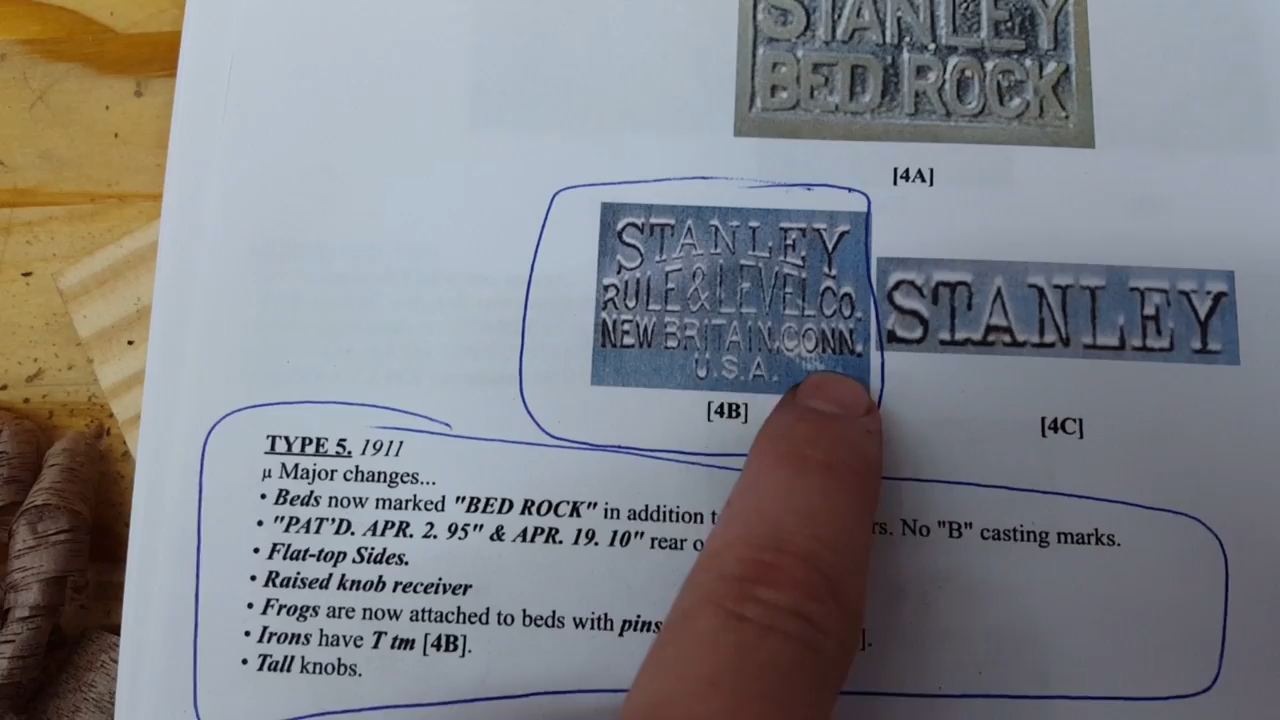 STANLEY
BED ROCK
[4A]
STANLEY
RULE & LEVEL CO.
NEW BRITAIN, CONN.
U.S.A.
[4B]
STANLEY
[4C]
TYPE 5. 1911
µ Major changes...
• Beds now marked "BED ROCK" in addition rs. No "B" casting marks.
• "PAT'D. APR. 2. 95" & APR. 19. 10" rear
• Flat-top Sides.
• Raised knob receiver
• Frogs are now attached to beds with pins ].
• Irons have T tm [4B].
• Tall knobs.